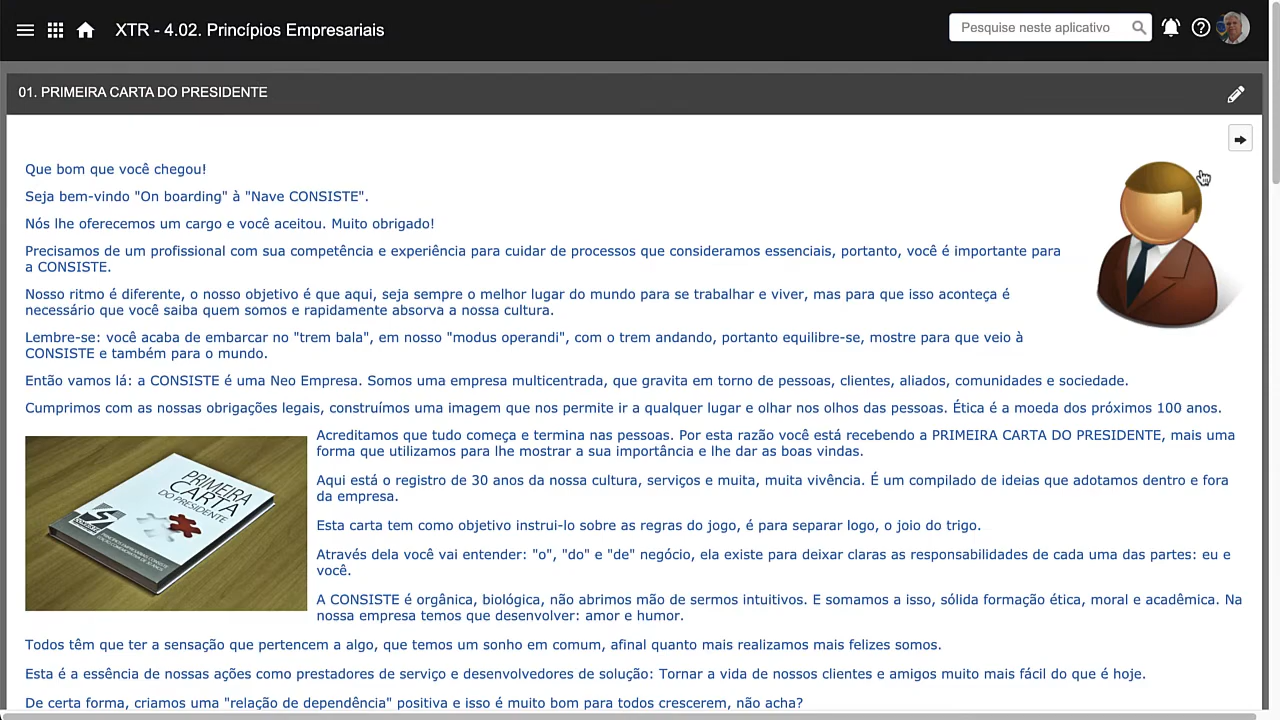 XTR - 4.02. Princípios Empresariais
Pesquise neste aplicativo
01. PRIMEIRA CARTA DO PRESIDENTE
Que bom que você chegou!
Seja bem-vindo "On boarding" à "Nave CONSISTE".
Nós lhe oferecemos um cargo e você aceitou. Muito obrigado!
Precisamos de um profissional com sua competência e experiência para cuidar de processos que consideramos essenciais, portanto, você é importante para
a CONSISTE.
Nosso ritmo é diferente, o nosso objetivo é que aqui, seja sempre o melhor lugar do mundo para se trabalhar e viver, mas para que isso aconteça é
necessário que você saiba quem somos e rapidamente absorva a nossa cultura.
Lembre-se: você acaba de embarcar no "trem bala", em nosso "modus operandi", com o trem andando, portanto equilibre-se, mostre para que veio à
CONSISTE e também para o mundo.
Então vamos lá: a CONSISTE é uma Neo Empresa. Somos uma empresa multicentrada, que gravita em torno de pessoas, clientes, aliados, comunidades e sociedade.
Cumprimos com as nossas obrigações legais, construímos uma imagem que nos permite ir a qualquer lugar e olhar nos olhos das pessoas. Ética é a moeda dos próximos 100 anos.
Acreditamos que tudo começa e termina nas pessoas. Por esta razão você está recebendo a PRIMEIRA CARTA DO PRESIDENTE, mais uma
forma que utilizamos para lhe mostrar a sua importância e lhe dar as boas vindas.
Aqui está o registro de 30 anos da nossa cultura, serviços e muita, muita vivência. É um compilado de ideias que adotamos dentro e fora
da empresa.
Esta carta tem como objetivo instrui-lo sobre as regras do jogo, é para separar logo, o joio do trigo.
Através dela você vai entender: "o", "do" e "de" negócio, ela existe para deixar claras as responsabilidades de cada uma das partes: eu e
você.
A CONSISTE é orgânica, biológica, não abrimos mão de sermos intuitivos. E somamos a isso, sólida formação ética, moral e acadêmica. Na
nossa empresa temos que desenvolver: amor e humor.
PRIMEIRA
CARTA
DO PRESIDENTE
Todos têm que ter a sensação que pertencem a algo, que temos um sonho em comum, afinal quanto mais realizamos mais felizes somos.
Esta é a essência de nossas ações como prestadores de serviço e desenvolvedores de solução: Tornar a vida de nossos clientes e amigos muito mais fácil do que é hoje.
De certa forma, criamos uma "relação de dependência" positiva e isso é muito bom para todos crescerem, não acha?